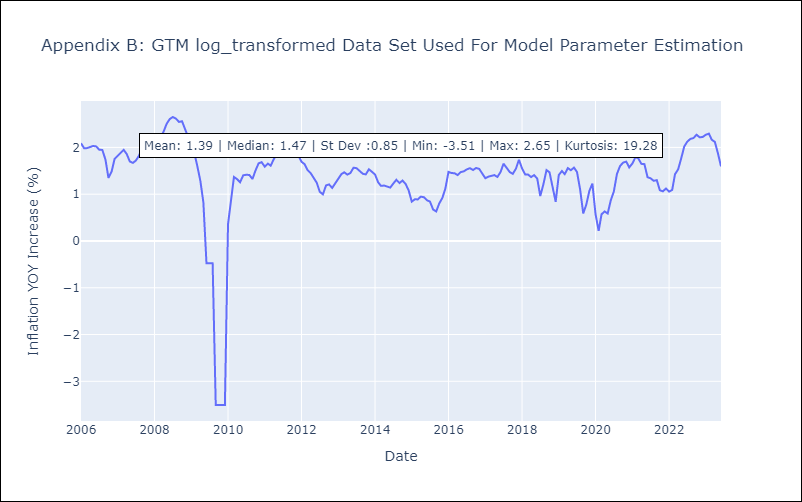 Appendix B: GTM log_transformed Data Set Used For Model Parameter Estimation
Mean: 1.39 | Median: 1.47 | St Dev :0.85 | Min: -3.51 | Max: 2.65 | Kurtosis: 19.28
Inflation YOY Increase (%)
2
1
0
−1
−2
−3
2006 2008 2010 2012 2014 2016 2018 2020 2022
Date